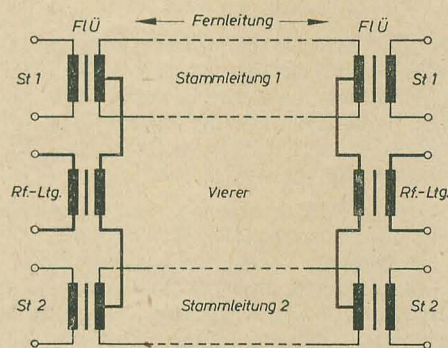 FlÜ Fernleitung FlÜ
St 1 Stammleitung 1 St 1
Rf.-Ltg. Vierer Rf.-Ltg.
St 2 Stammleitung 2 St 2